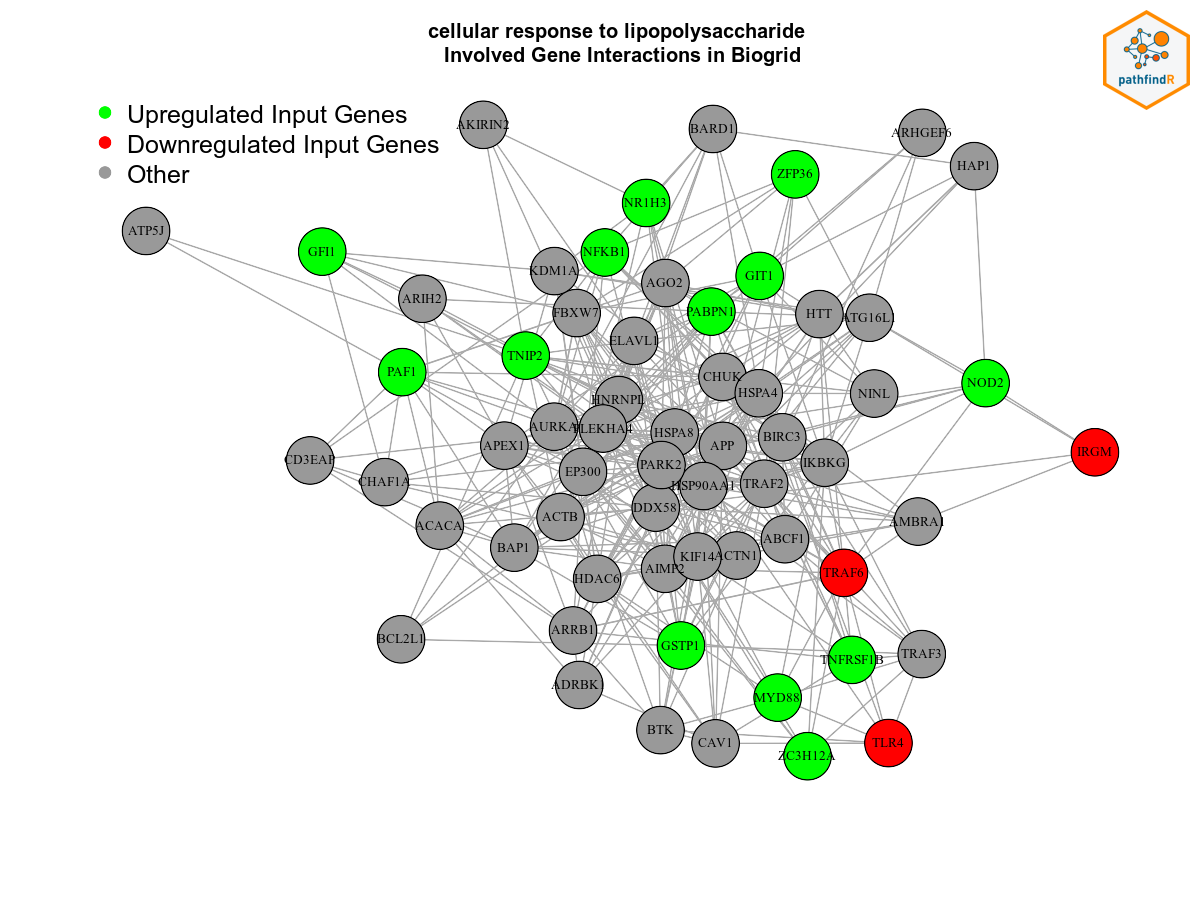 cellular response to lipopolysaccharide
Involved Gene Interactions in Biogrid
pathfindR
Upregulated Input Genes
Downregulated Input Genes
Other
AKIRIN2
BARD1
ARHGEF6
HAP1
ZFP36
NR1H3
ATP5J
GFI1
NFKB1
KDM1A
AGO2
GIT1
ARIH2
FBXW7
PABPN1
HTT
ATG16L1
ELAVL1
TNIP2
PAF1
CHUK
HSPA4
NINL
NOD2
HNRNPL
AURKA
PLEKHA4
HSPA8
APP
BIRC3
APEX1
IRGM
CD3EAP
EP300
PARK2
IKBKG
CHAF1A
HSP90AA1
TRAF2
DDX58
ACACA
ACTB
AMBRA1
BAP1
ABCF1
KIF14
ACTN1
AIMP2
HDAC6
TRAF6
BCL2L1
ARRB1
GSTP1
TNFRSF1B
TRAF3
ADRBK1
MYD88
BTK
CAV1
ZC3H12A
TLR4